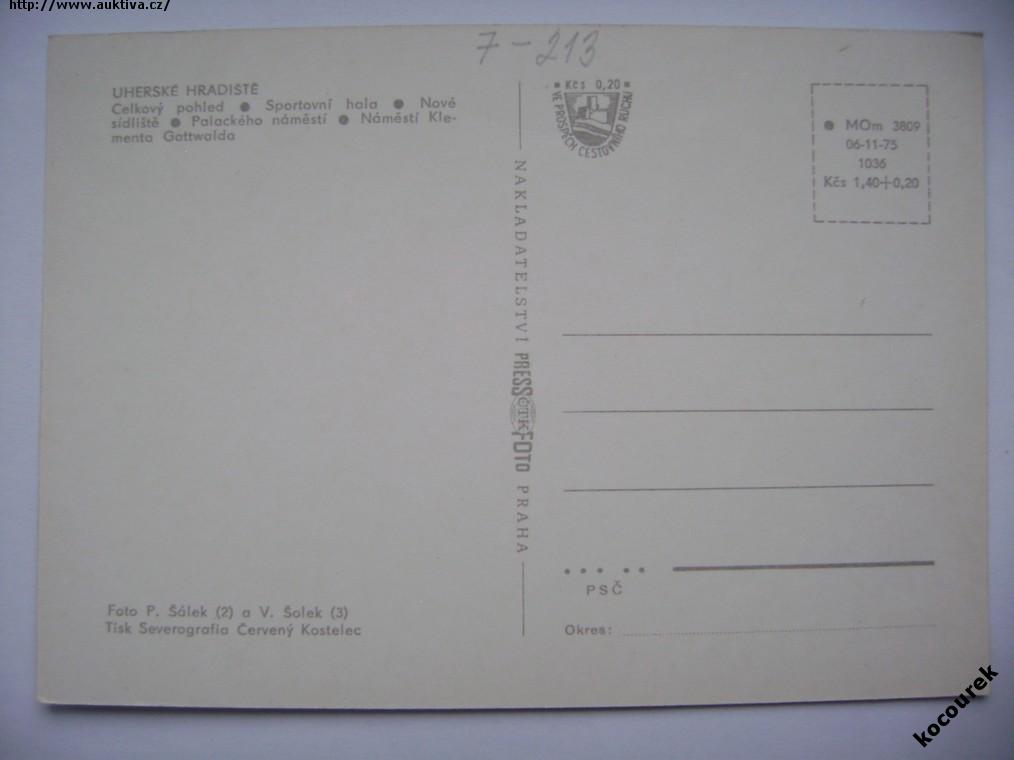 http://www.auktiva.cz/
7-213
UHERSKÉ HRADIŠTĚ
Celkový pohled ● Sportovní hala ● Nové
sídliště ● Palackého náměstí ● Náměstí Kle-
menta Gottwalda
Kčs 0,20
VE PROSPĚCH CESTOVNÍHO RUCHU
● MOm 3809
06-11-75
1036
Kčs 1,40+0,20
NAKLADATELSTVÍ PRESSFOTO PRAHA
ČTK
PSČ
Okres:
Foto P. Šálek (2) a V. Šolek (3)
Tisk Severografia Červený Kostelec
kocourek